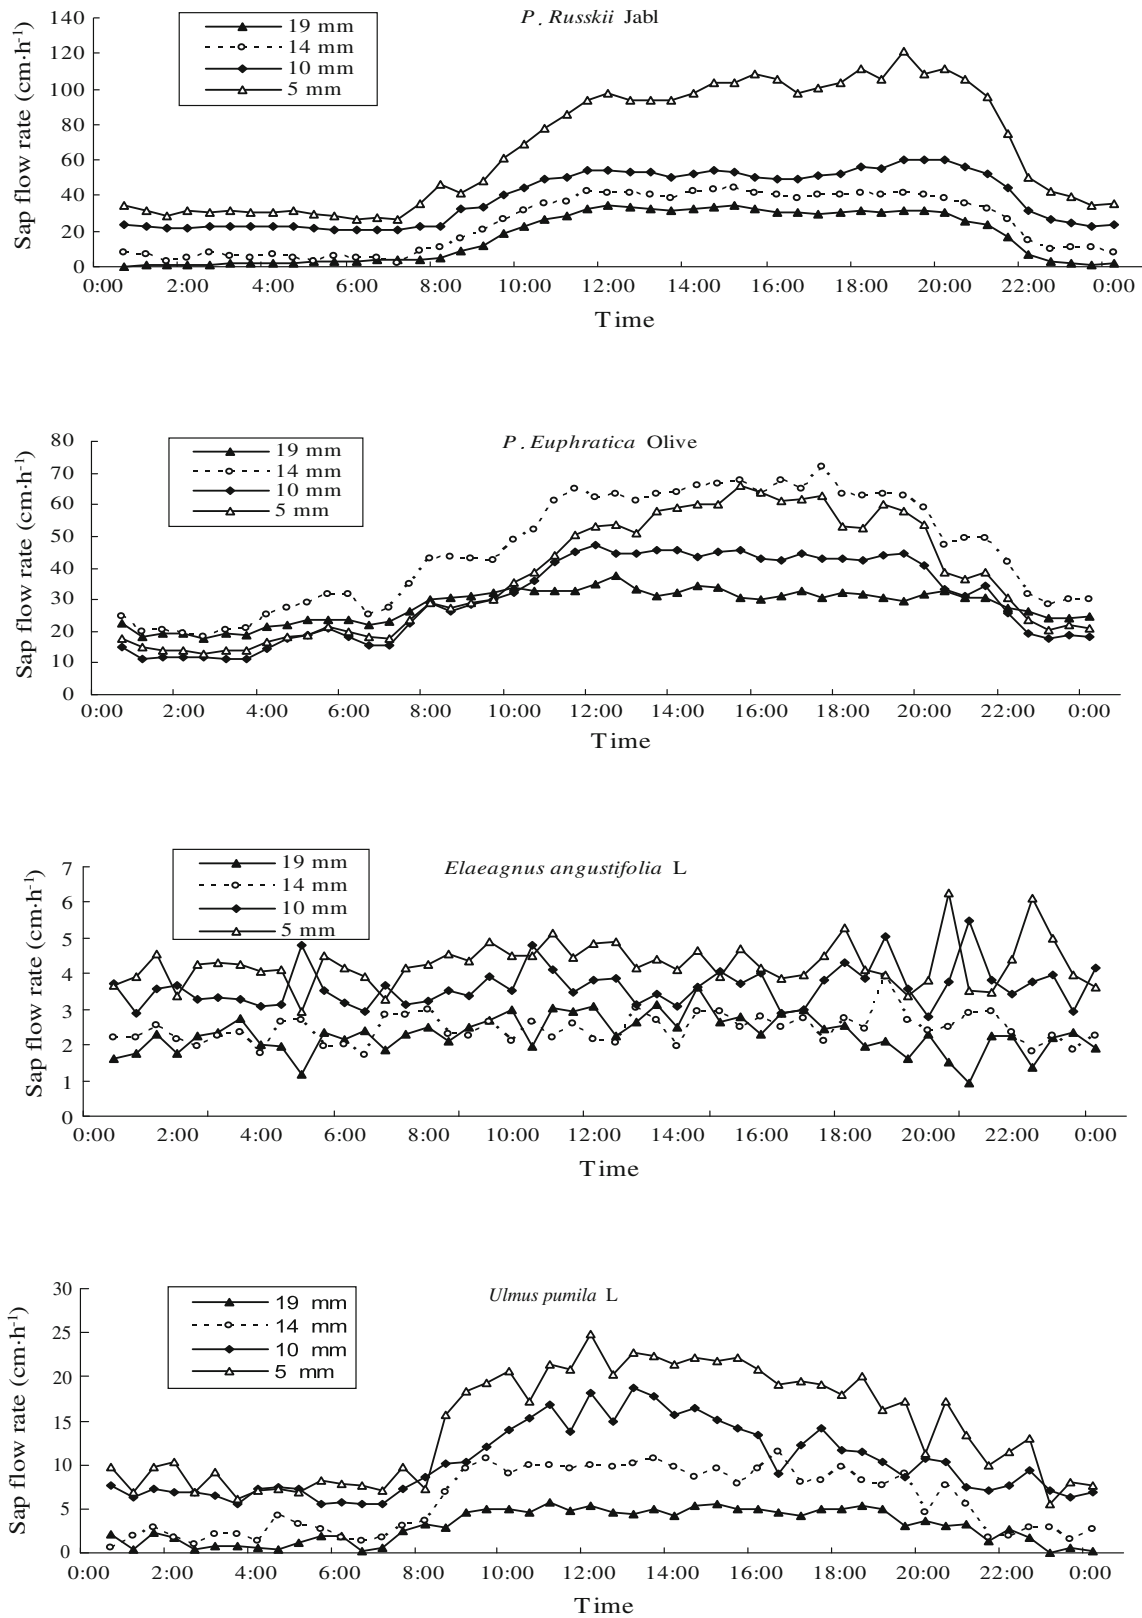 P. Russkii Jabl
Sap flow rate (cm·h⁻¹)
140
120
100
80
60
40
20
0
19 mm
14 mm
10 mm
5 mm
0:00 2:00 4:00 6:00 8:00 10:00 12:00 14:00 16:00 18:00 20:00 22:00 0:00
Time
P. Euphratica Olive
Sap flow rate (cm·h⁻¹)
80
70
60
50
40
30
20
10
0
19 mm
14 mm
10 mm
5 mm
0:00 2:00 4:00 6:00 8:00 10:00 12:00 14:00 16:00 18:00 20:00 22:00 0:00
Time
Elaeagnus angustifolia L
Sap flow rate (cm·h⁻¹)
7
6
5
4
3
2
1
0
19 mm
14 mm
10 mm
5 mm
0:00 2:00 4:00 6:00 8:00 10:00 12:00 14:00 16:00 18:00 20:00 22:00 0:00
Time
Ulmus pumila L
Sap flow rate (cm·h⁻¹)
30
25
20
15
10
5
0
19 mm
14 mm
10 mm
5 mm
0:00 2:00 4:00 6:00 8:00 10:00 12:00 14:00 16:00 18:00 20:00 22:00 0:00
Time